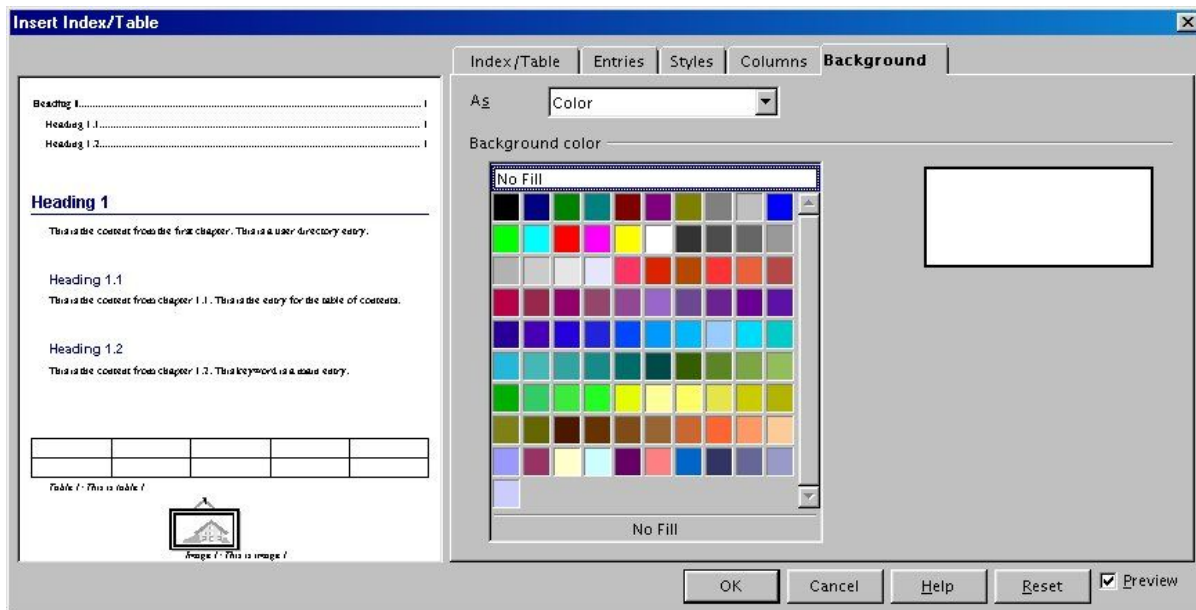 Insert Index/Table
Heading 1 1
Heading 1.1 1
Heading 1.2 1
Heading 1
This is the content from the first chapter. This is a user directory entry.
Heading 1.1
This is the content from chapter 1.1. This is the entry for the table of contents.
Heading 1.2
This is the content from chapter 1.2. This keyword is a main entry.
Table 1: This is table 1
Image 1: This is image 1
Index/Table Entries Styles Columns Background
As Color
Background color
No Fill
No Fill
OK Cancel Help Reset Preview